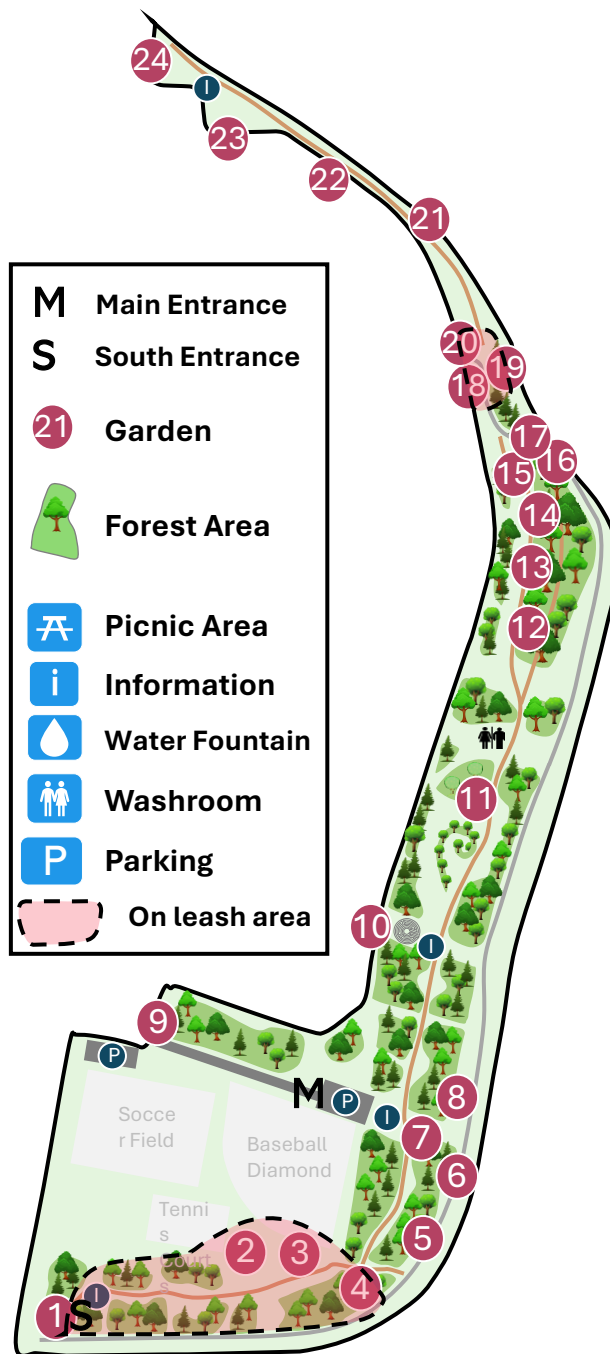 24
I
23
22
21
M Main Entrance
S South Entrance
21 Garden
Forest Area
Picnic Area
i Information
Water Fountain
Washroom
P Parking
On leash area
20
19
18
17
16
15
14
13
12
11
10
I
9
P
M
P
I
8
7
6
5
Socce
r Field
Baseball
Diamond
Tenni
s
Court
s
2
3
4
I
1
S